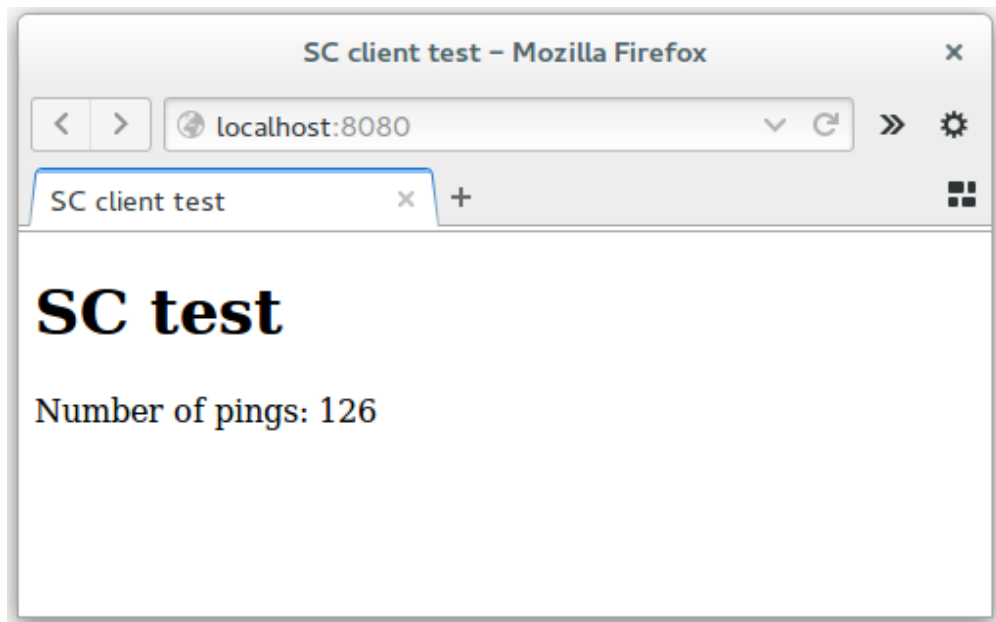 SC client test – Mozilla Firefox
localhost:8080
SC client test
SC test
Number of pings: 126